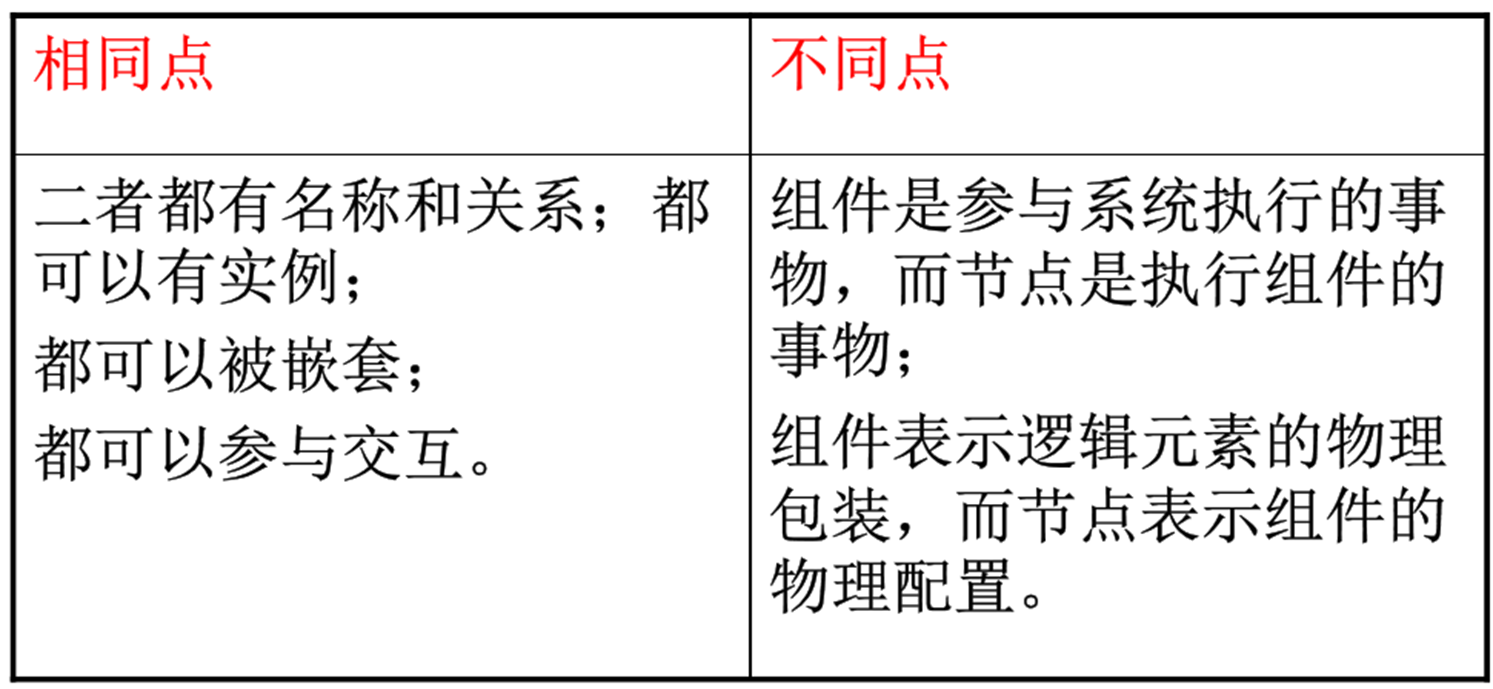 相同点
不同点
二者都有名称和关系；都
可以有实例；
都可以被嵌套；
都可以参与交互。
组件是参与系统执行的事
物，而节点是执行组件的
事物；
组件表示逻辑元素的物理
包装，而节点表示组件的
物理配置。